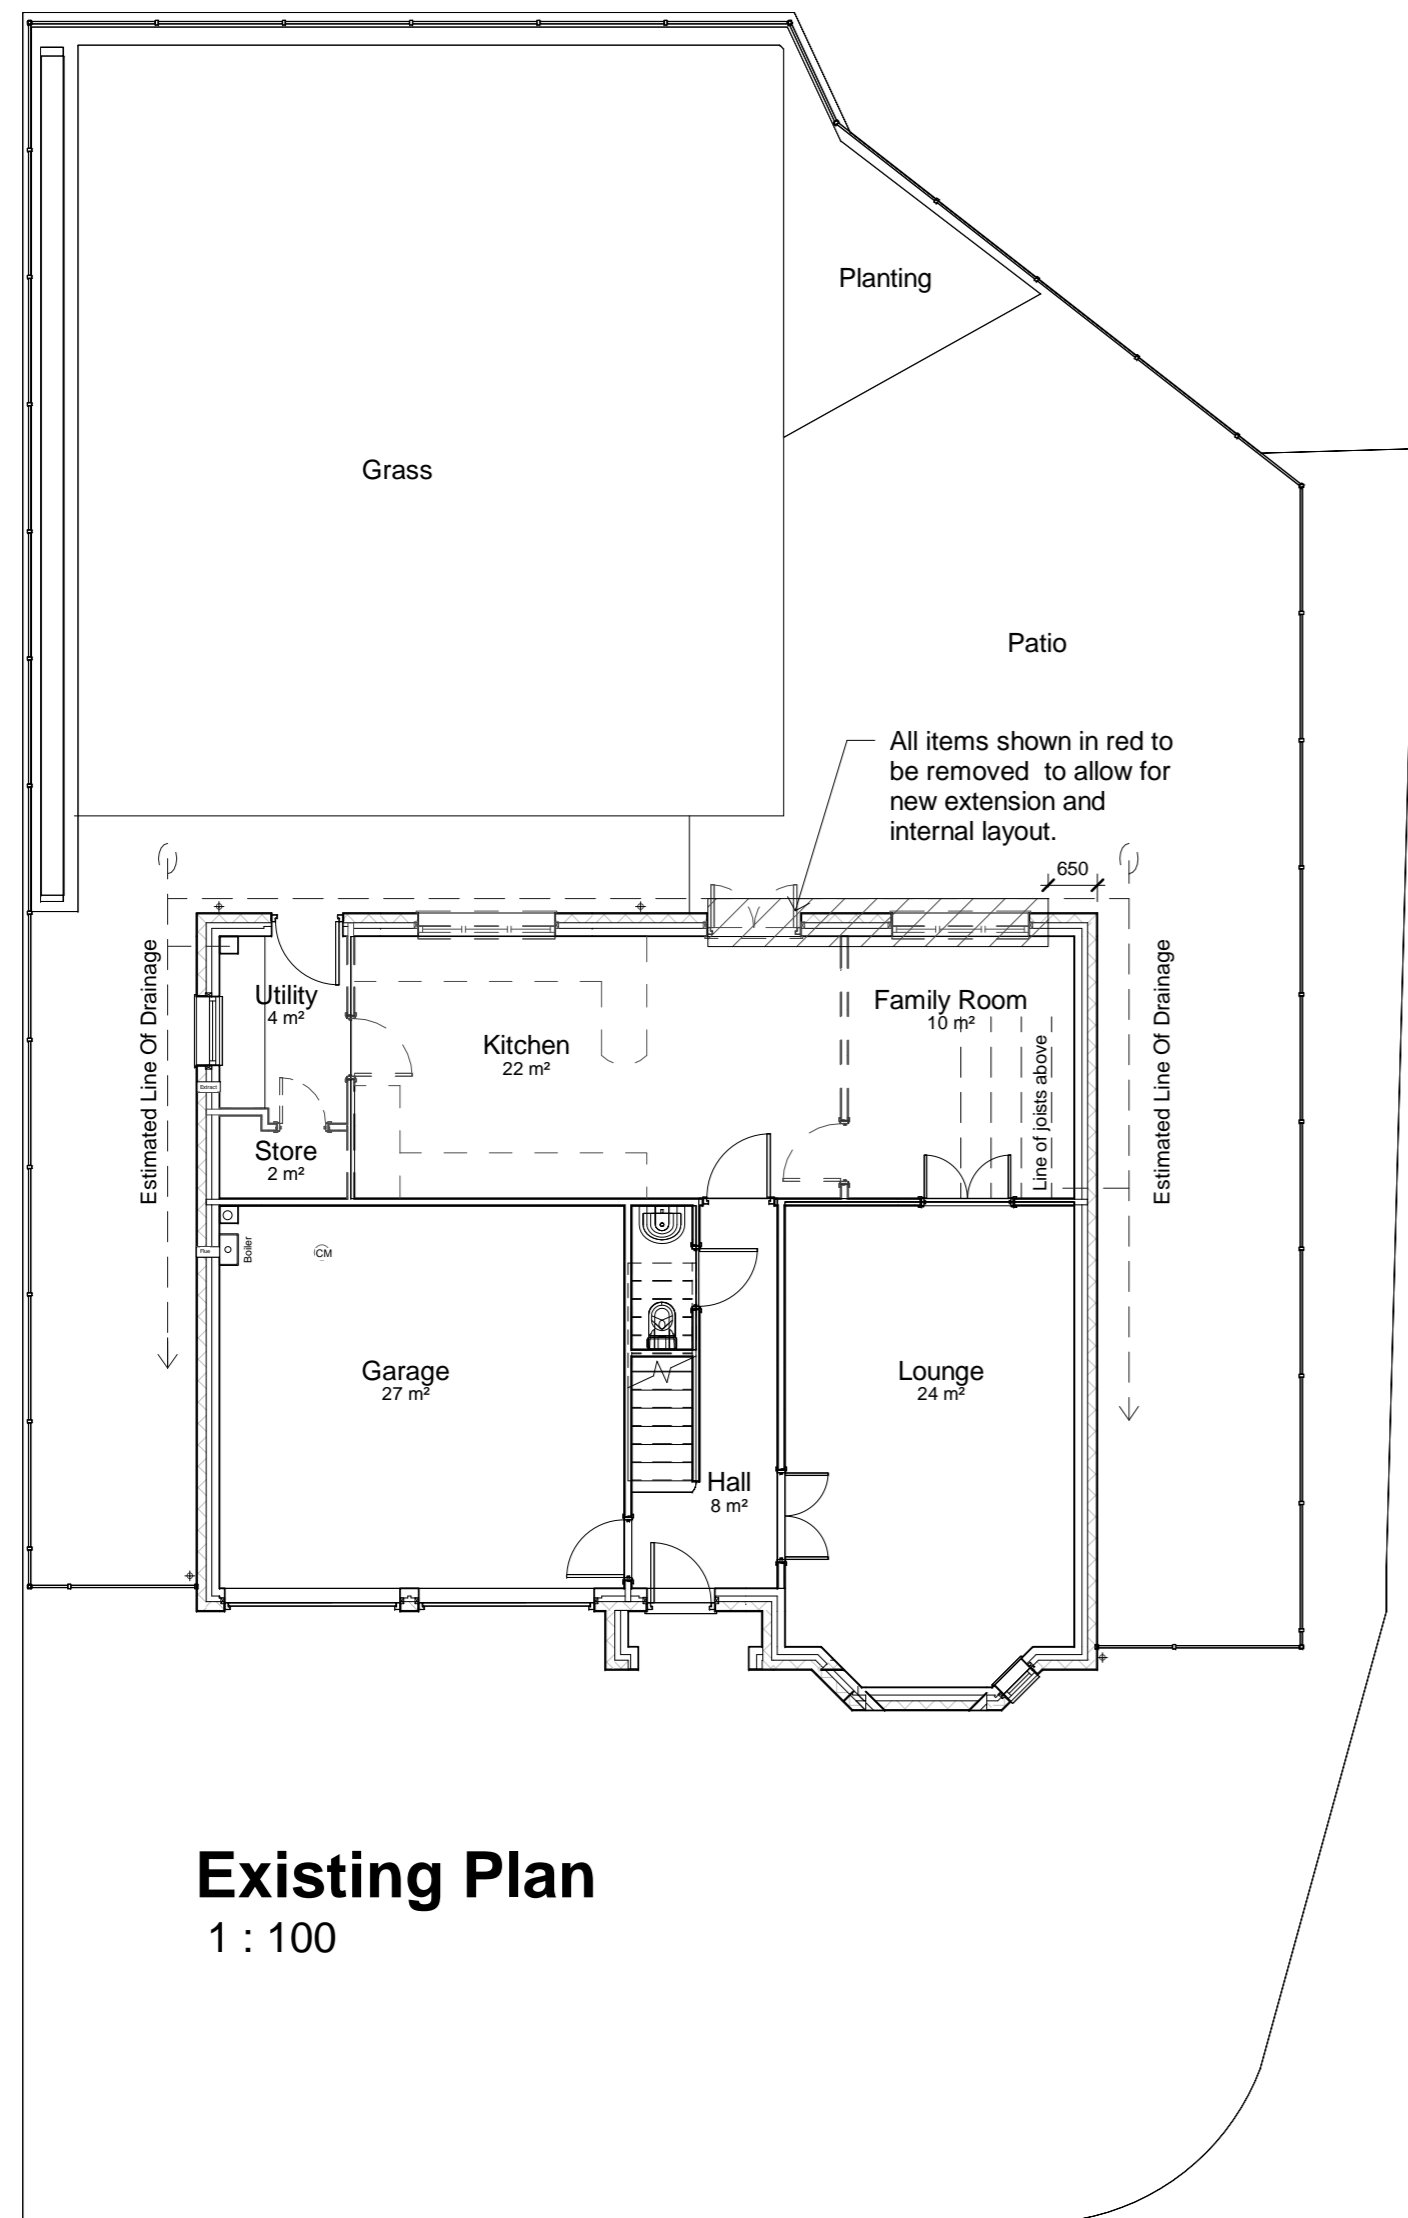 Planting
Grass
Patio
All items shown in red to
be removed to allow for
new extension and
internal layout.
650
Estimated Line Of Drainage
Utility
4 m²
Kitchen
22 m²
Family Room
10 m²
Line of joists above
Estimated Line Of Drainage
Extract
Store
2 m²
Flue
Boiler
CM
Garage
27 m²
Lounge
24 m²
Hall
8 m²
Existing Plan
1 : 100